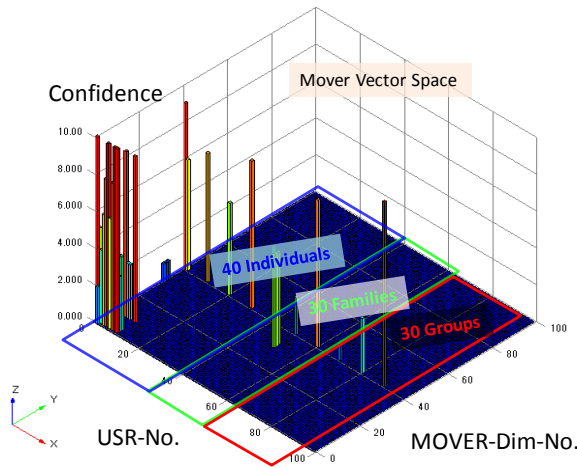 Mover Vector Space
Confidence
10.00
8.000
6.000
4.000
2.000
0.000
40 Individuals
30 Families
30 Groups
0
20
40
60
80
100
0
20
40
60
80
100
Z
Y
X
USR-No.
MOVER-Dim-No.